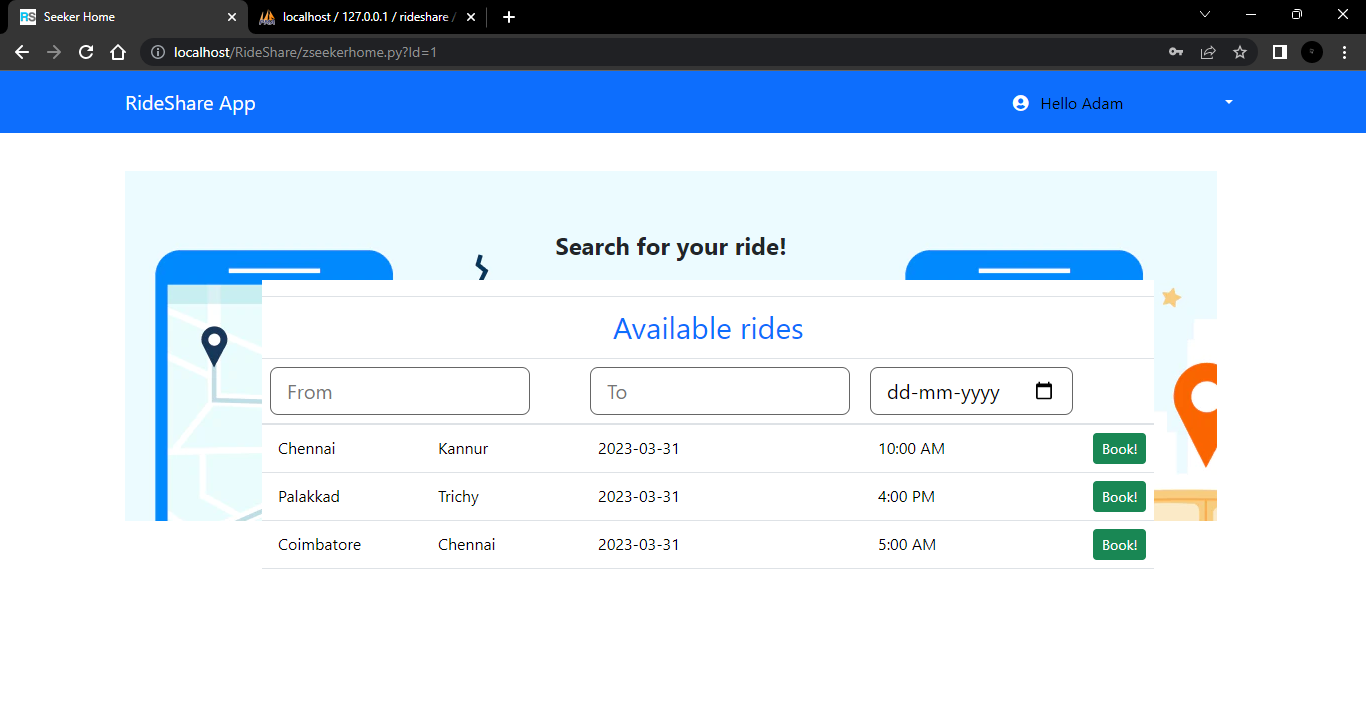 RS Seeker Home
localhost / 127.0.0.1 / rideshare /
localhost/RideShare/zseekerhome.py?Id=1
RideShare App
Hello Adam
Search for your ride!
Available rides
From To dd-mm-yyyy
Chennai Kannur 2023-03-31 10:00 AM Book!
Palakkad Trichy 2023-03-31 4:00 PM Book!
Coimbatore Chennai 2023-03-31 5:00 AM Book!